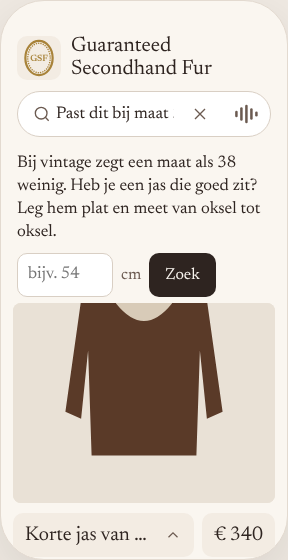 GSF
Guaranteed
Secondhand Fur
Past dit bij maat
Bij vintage zegt een maat als 38
weinig. Heb je een jas die goed zit?
Leg hem plat en meet van oksel tot
oksel.
bijv. 54 cm Zoek
Korte jas van ... € 340